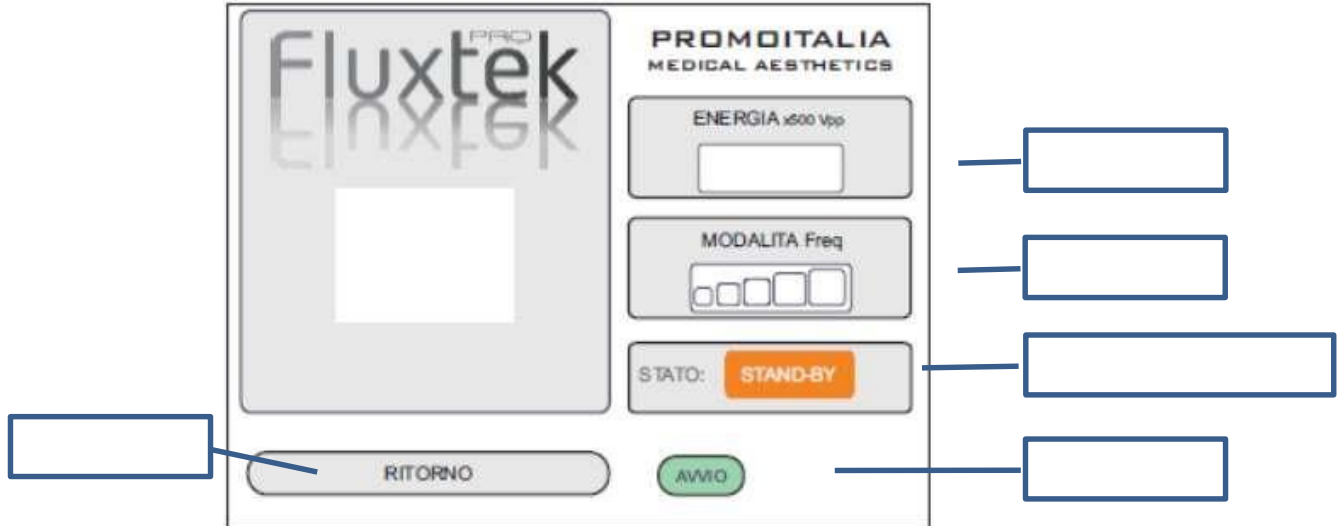 Fluxtek
PRO
PROMOITALIA
MEDICAL AESTHETICS
ENERGIA x500 Vpp
MODALITA Freq
STATO: STAND-BY
RITORNO
AVVIO